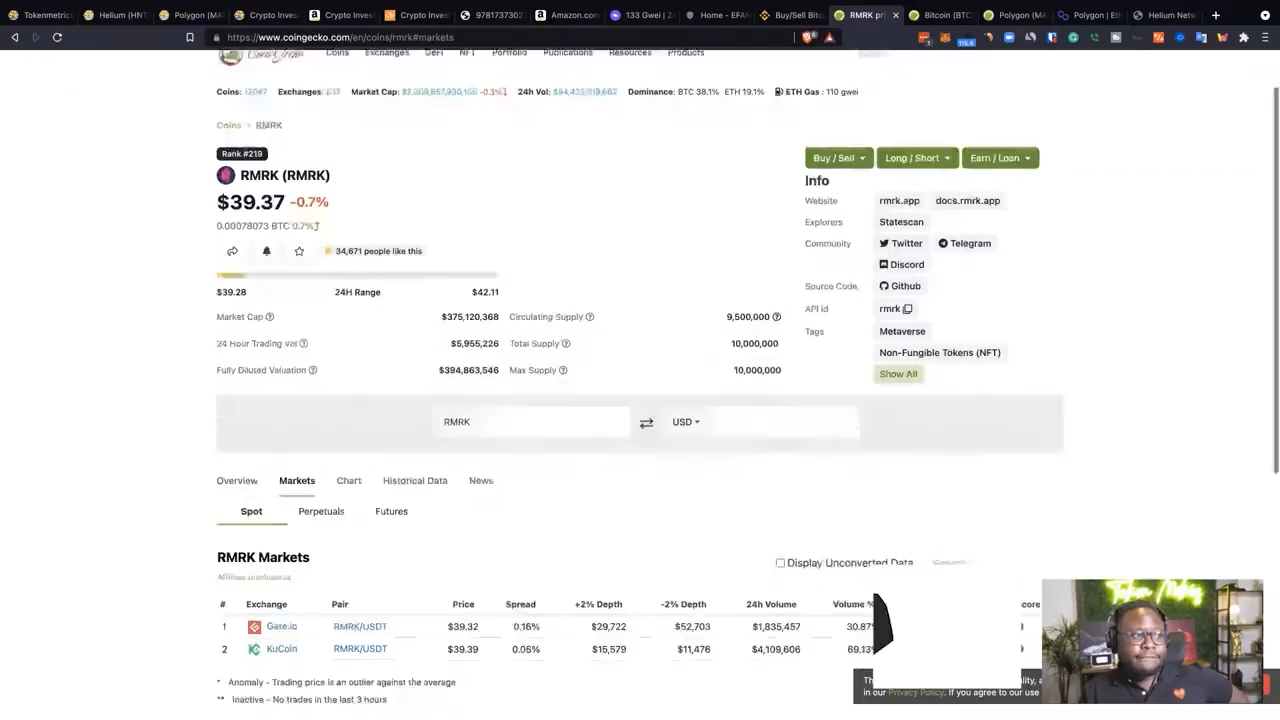 Tokenmetric Helium (HNT Polygon (MA Crypto Inves Crypto Inves Crypto Inves 9781737302 Amazon.com 133 Gwei | Home - EFAN Buy/Sell Bitc RMRK pri Bitcoin (BTC Polygon (MA Polygon | Eth Helium Netw
https://www.coingecko.com/en/coins/rmrk#markets
Coins Exchanges DeFi NFT Portfolio Publications Resources Products
Coins: Exchanges: Market Cap: -0.3% 24h Vol: Dominance: BTC 38.1% ETH 19.1% ETH Gas : 110 gwei
Coins RMRK
Rank #219
RMRK (RMRK)
$39.37 -0.7%
0.00078073 BTC 0.7%
34,671 people like this
$39.28 24H Range $42.11
Market Cap $375,120,368 Circulating Supply 9,500,000
24 Hour Trading Vol $5,955,226 Total Supply 10,000,000
Fully Diluted Valuation $394,863,546 Max Supply 10,000,000
Buy / Sell Long / Short Earn / Loan
Info
Website rmrk.app docs.rmrk.app
Explorers Statescan
Community Twitter Telegram
Discord
Source Code Github
API id rmrk
Tags Metaverse
Non-Fungible Tokens (NFT)
Show All
RMRK USD
Overview Markets Chart Historical Data News
Spot Perpetuals Futures
RMRK Markets
Display Unconverted Data
# Exchange Pair Price Spread +2% Depth -2% Depth 24h Volume Volume % core
1 Gate.io RMRK/USDT $39.32 0.16% $29,722 $52,703 $1,835,457 30.87
2 KuCoin RMRK/USDT $39.39 0.05% $15,579 $11,476 $4,109,606 69.13
* Anomaly - Trading price is an outlier against the average
** Inactive - No trades in the last 3 hours
in our Privacy Policy. If you agree to our use